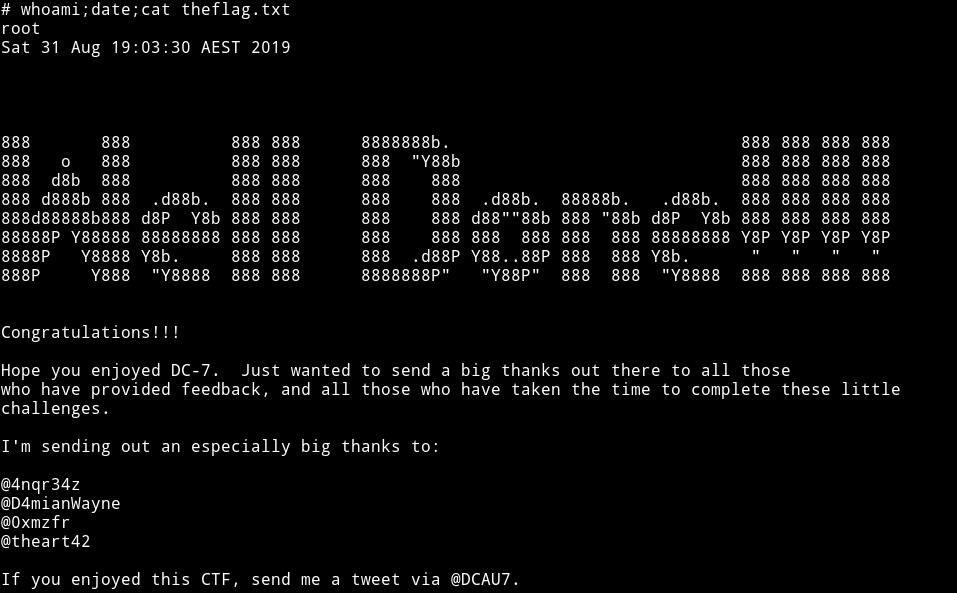 # whoami;date;cat theflag.txt
root
Sat 31 Aug 19:03:30 AEST 2019

888       888          888 888      8888888b.                             888 888 888 888
888   o   888          888 888      888  "Y88b                            888 888 888 888
888  d8b  888          888 888      888    888                            888 888 888 888
888 d888b 888  .d88b.  888 888      888    888  .d88b.  88888b.   .d88b.  888 888 888 888
888d88888b888 d8P  Y8b 888 888      888    888 d88""88b 888 "88b d8P  Y8b 888 888 888 888
88888P Y88888 88888888 888 888      888    888 888  888 888  888 88888888 Y8P Y8P Y8P Y8P
8888P   Y8888 Y8b.     888 888      888  .d8P Y88..88P 888  888 Y8b.      "   "   "   "
888P     Y888  "Y8888  888 888      8888888P"   "Y88P"  888  888  "Y8888  888 888 888 888

Congratulations!!!

Hope you enjoyed DC-7.  Just wanted to send a big thanks out there to all those
who have provided feedback, and all those who have taken the time to complete these little
challenges.

I'm sending out an especially big thanks to:

@4nqr34z
@D4mianWayne
@0xmzfr
@theart42

If you enjoyed this CTF, send me a tweet via @DCAU7.